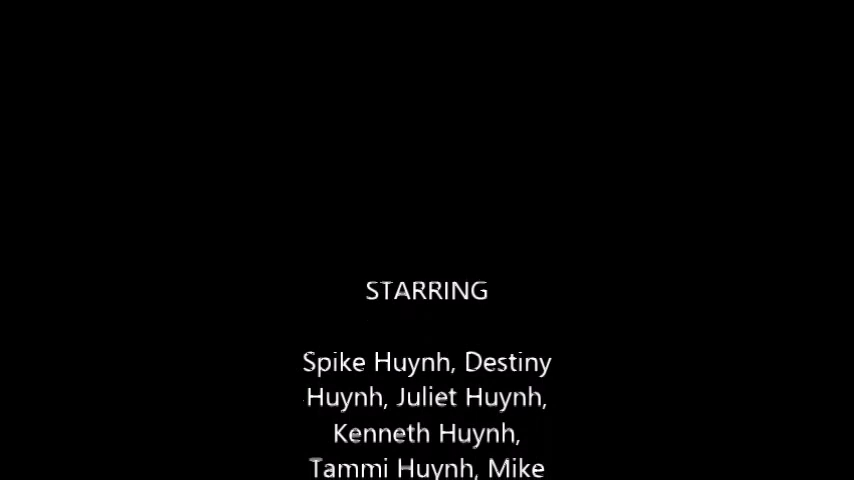 STARRING
Spike Huynh, Destiny
Huynh, Juliet Huynh,
Kenneth Huynh,
Tammi Huynh, Mike